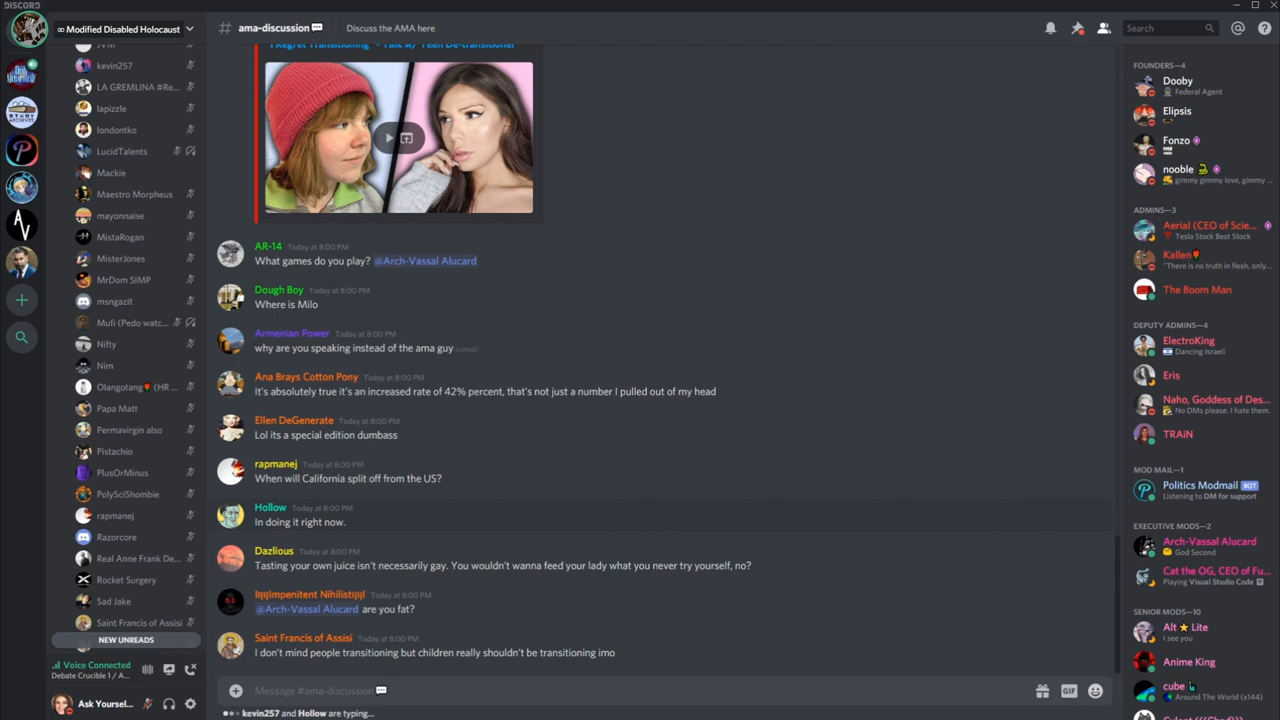 DISCORD
∞ Modified Disabled Holocaust
# ama-discussion💬
Discuss the AMA here
Search
kevin257
LA GREMLINA #Re...
lapizzle
londontko
LucidTalents
Mackie
Maestro Morpheus
mayonnaise
MistaRogan
MisterJones
MrDom SIMP
msngazit
Mufi (Pedo watc...
Nifty
Nim
Olangotang🌹(HR ...
Papa Matt
Permavirgin also
Pistachio
PlusOrMinus
PolySciShombie
rapmanej
Razorcore
Real Anne Frank De...
Rocket Surgery
Sad Jake
Saint Francis of Assisi
NEW UNREADS
Voice Connected
Debate Crucible 1 / A...
Ask Yoursel...
AR-14 Today at 8:00 PM
What games do you play? @Arch-Vassal Alucard
Dough Boy Today at 8:00 PM
Where is Milo
Armenian Power Today at 8:00 PM
why are you speaking instead of the ama guy (edited)
Ana Brays Cotton Pony Today at 8:00 PM
It's absolutely true it's an increased rate of 42% percent, that's not just a number I pulled out of my head
Ellen DeGenerate Today at 8:00 PM
Lol its a special edition dumbass
rapmanej Today at 8:00 PM
When will California split off from the US?
Hollow Today at 8:00 PM
In doing it right now.
Dazlious Today at 8:00 PM
Tasting your own juice isn't necessarily gay. You wouldn't wanna feed your lady what you never try yourself, no?
Impenitent Nihilist Today at 8:00 PM
@Arch-Vassal Alucard are you fat?
Saint Francis of Assisi Today at 8:00 PM
I don't mind people transitioning but children really shouldn't be transitioning imo
Message #ama-discussion💬
GIF
kevin257 and Hollow are typing...
FOUNDERS—4
Dooby
Federal Agent
Elipsis
Fonzo
nooble
gimmy gimmy love, gimmy ...
ADMINS—3
Aerial (CEO of Scie...
Tesla Stock Best Stock
Kallen🌹
"There is no truth in flesh, only...
The Boom Man
DEPUTY ADMINS—4
ElectroKing
🇮🇱 Dancing Israeli
Eris
Naho, Goddess of Des...
No DMs please. I hate them.
TRAiN
MOD MAIL—1
Politics Modmail BOT
Listening to DM for support
EXECUTIVE MODS—2
Arch-Vassal Alucard
God Second
Cat the OG, CEO of Fu...
Playing Visual Studio Code
SENIOR MODS—10
Alt ⭐ Lite
I see you
Anime King
cube
Around The World (x144)